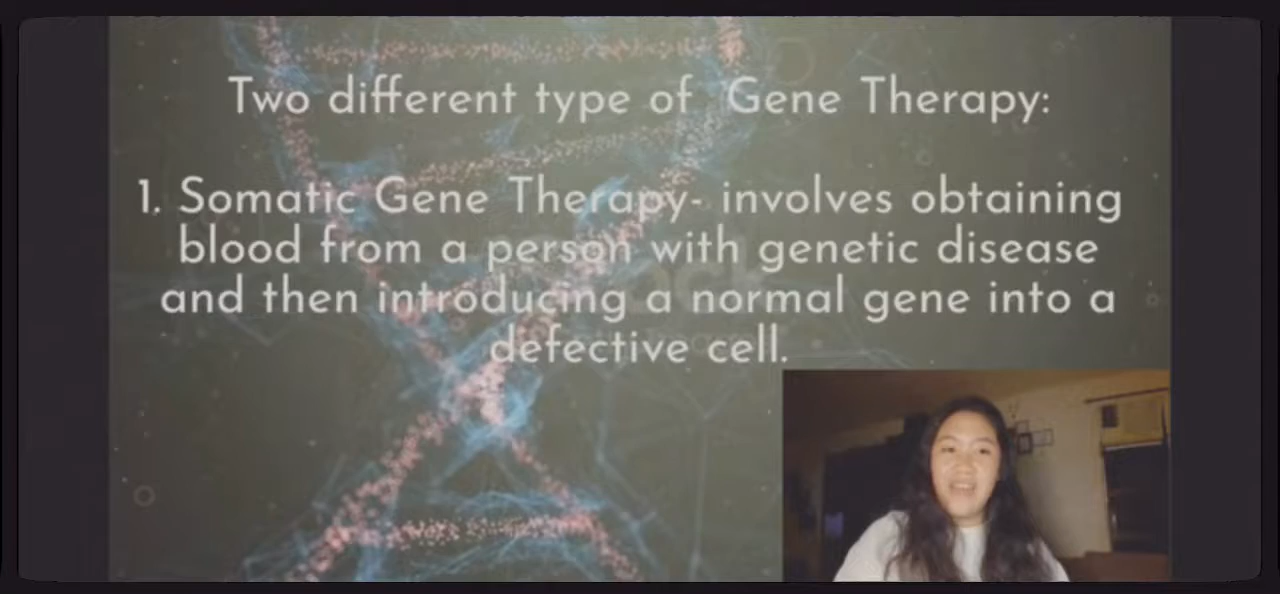 Two different type of Gene Therapy:
1. Somatic Gene Therapy- involves obtaining
blood from a person with genetic disease
and then introducing a normal gene into a
defective cell.